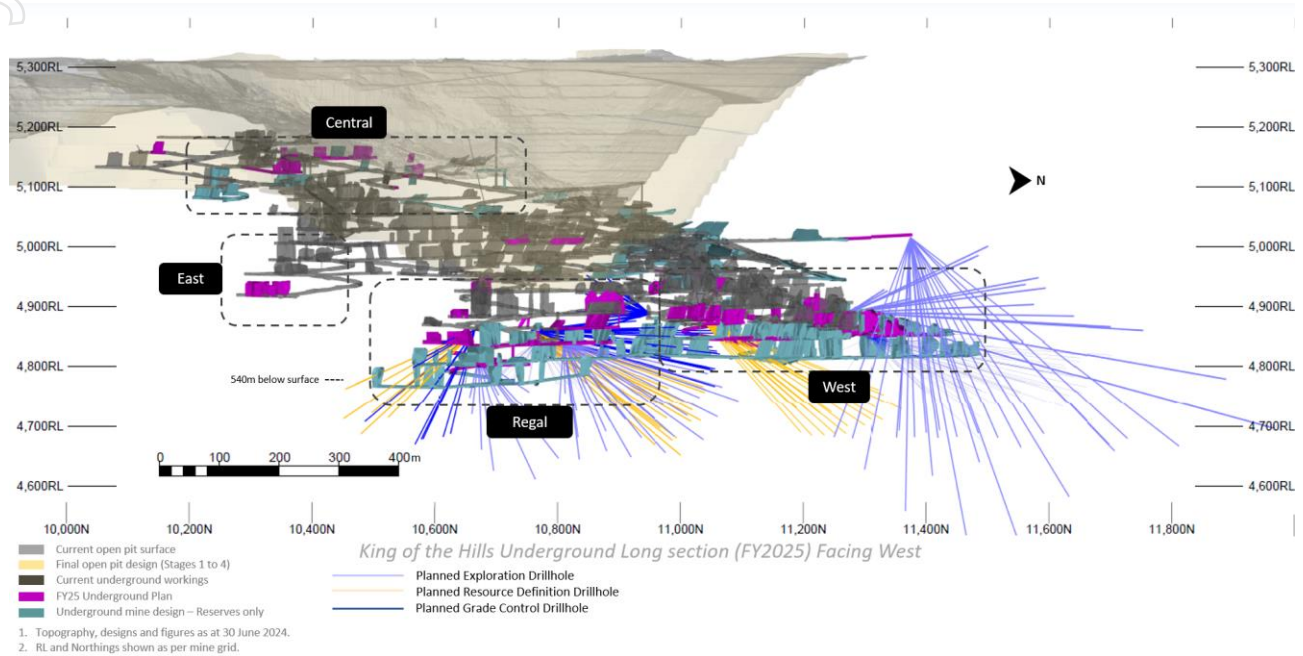 5,300RL
5,300RL
5,200RL
5,200RL
Central
5,100RL
5,100RL
N
5,000RL
5,000RL
East
4,900RL
4,900RL
4,800RL
4,800RL
540m below surface
West
Regal
4,700RL
4,700RL
0 100 200 300 400m
4,600RL
4,600RL
10,000N 10,200N 10,400N 10,600N 10,800N 11,000N 11,200N 11,400N 11,600N 11,800N
King of the Hills Underground Long section (FY2025) Facing West
Current open pit surface
Final open pit design (Stages 1 to 4)
Current underground workings
FY25 Underground Plan
Underground mine design – Reserves only
Planned Exploration Drillhole
Planned Resource Definition Drillhole
Planned Grade Control Drillhole
1. Topography, designs and figures as at 30 June 2024.
2. RL and Northings shown as per mine grid.